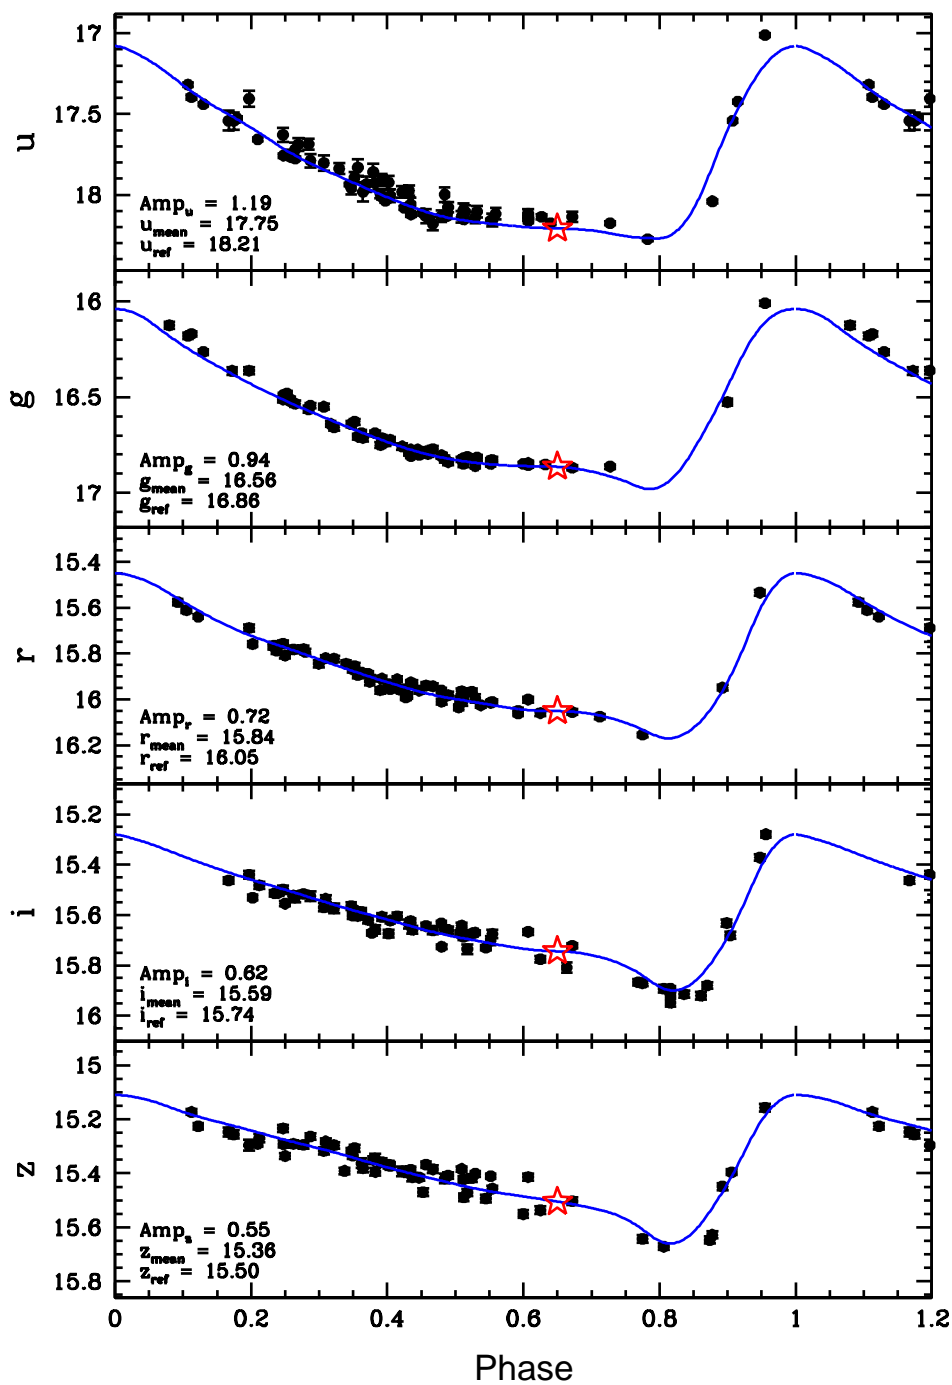 17
17.5
18
u
Amp_u = 1.19
u_mean = 17.75
u_ref = 18.21
16
16.5
17
g
Amp_g = 0.94
g_mean = 16.56
g_ref = 16.86
15.4
15.6
15.8
16
16.2
r
Amp_r = 0.72
r_mean = 15.84
r_ref = 16.05
15.2
15.4
15.6
15.8
16
i
Amp_i = 0.62
i_mean = 15.59
i_ref = 15.74
15
15.2
15.4
15.6
15.8
z
Amp_z = 0.55
z_mean = 15.36
z_ref = 15.50
0 0.2 0.4 0.6 0.8 1 1.2
Phase